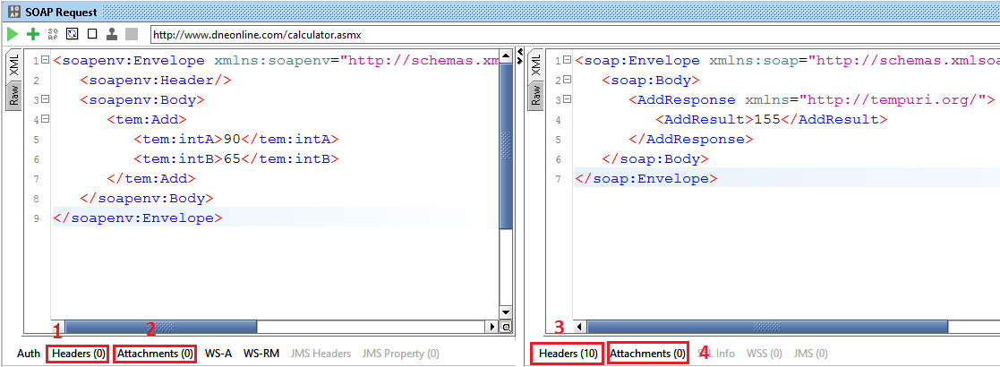 SOAP Request
http://www.dneonline.com/calculator.asmx
XML
Raw
1 <soapenv:Envelope xmlns:soapenv="http://schemas.xm
2 <soapenv:Header/>
3 <soapenv:Body>
4 <tem:Add>
5 <tem:intA>90</tem:intA>
6 <tem:intB>65</tem:intB>
7 </tem:Add>
8 </soapenv:Body>
9 </soapenv:Envelope>
1 2
Auth Headers (0) Attachments (0) WS-A WS-RM JMS Headers JMS Property (0)
XML
Raw
1 <soap:Envelope xmlns:soap="http://schemas.xmlsoa
2 <soap:Body>
3 <AddResponse xmlns="http://tempuri.org/">
4 <AddResult>155</AddResult>
5 </AddResponse>
6 </soap:Body>
7 </soap:Envelope>
3
Headers (10) Attachments (0) 4 Info WSS (0) JMS (0)